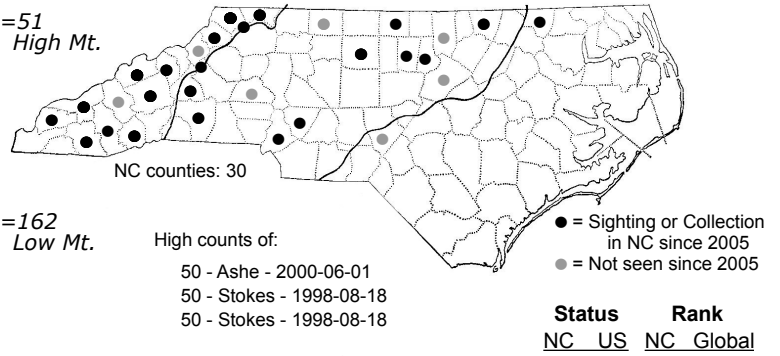 =51
High Mt.
NC counties: 30
=162
Low Mt.
High counts of:
50 - Ashe - 2000-06-01
50 - Stokes - 1998-08-18
50 - Stokes - 1998-08-18
= Sighting or Collection
in NC since 2005
= Not seen since 2005
Status Rank
NC US NC Global